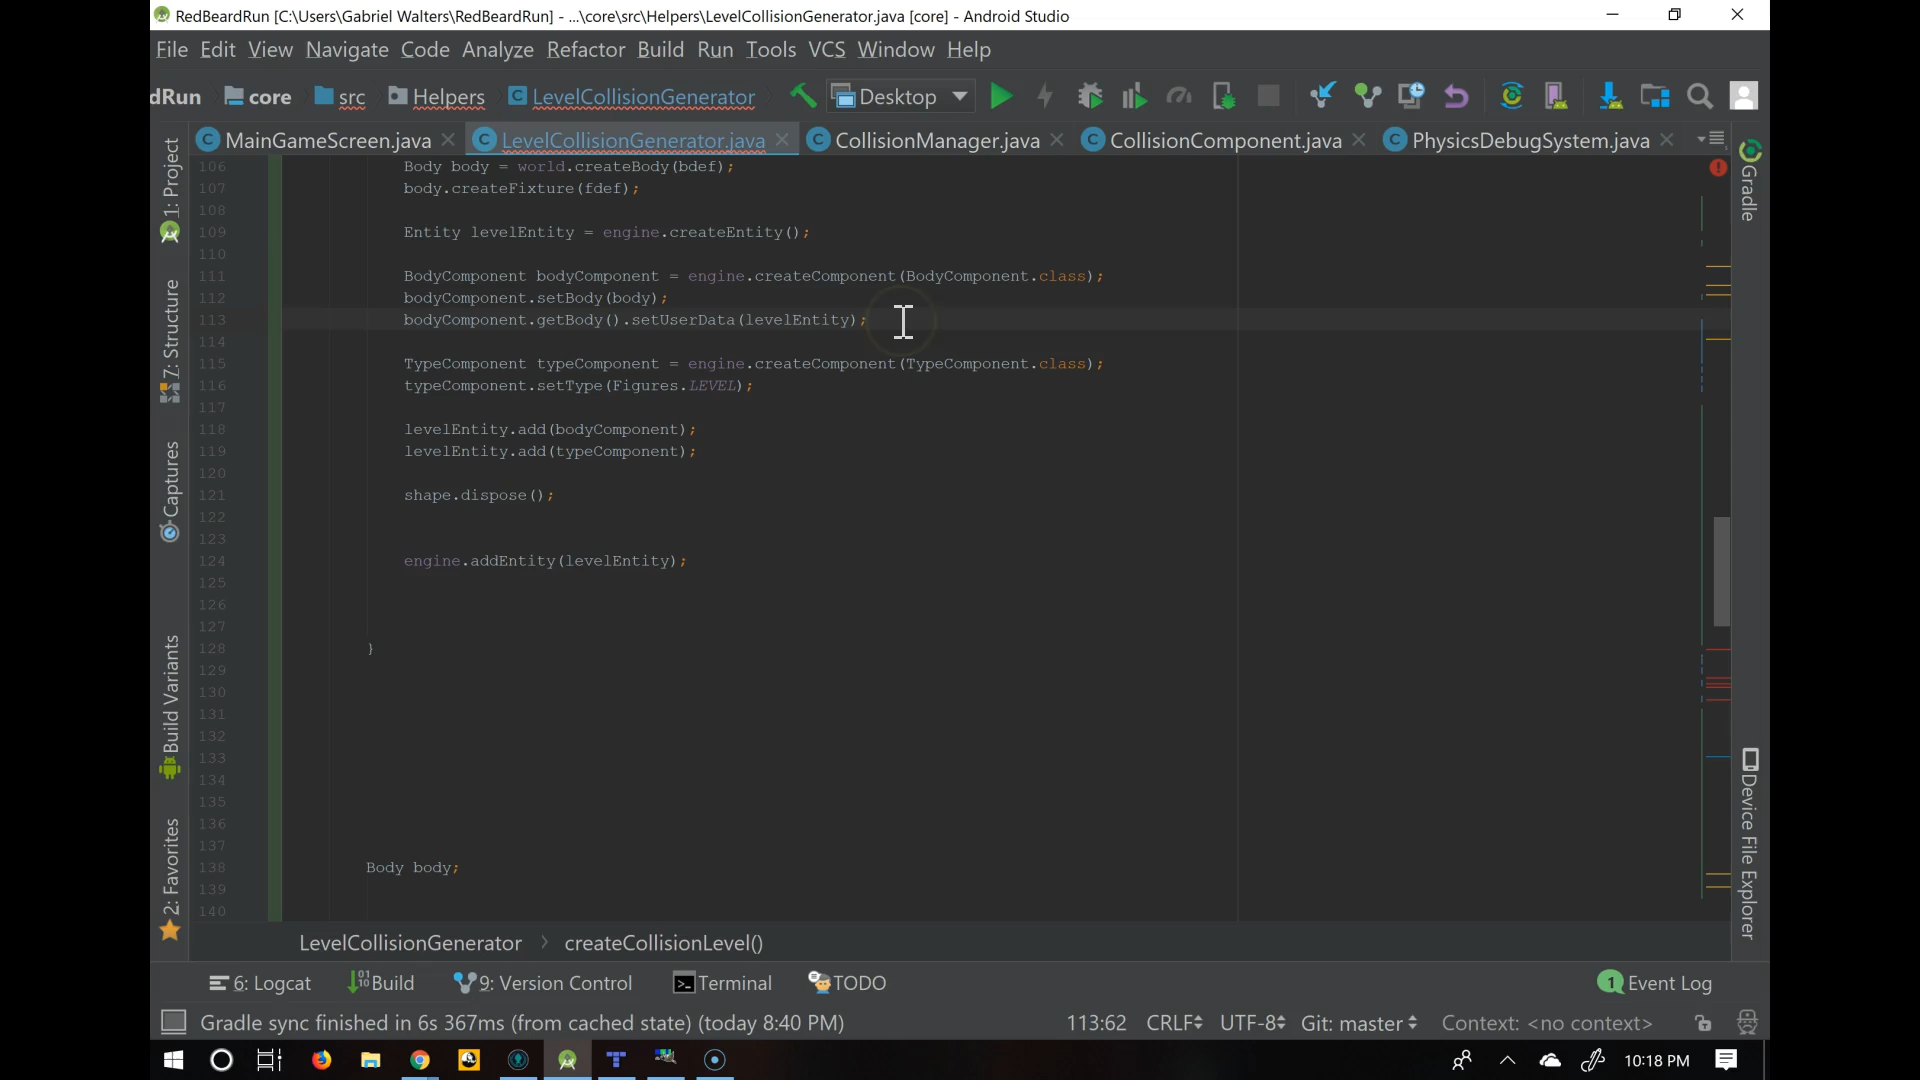 RedBeardRun [C:\Users\Gabriel Walters\RedBeardRun] - ...\core\src\Helpers\LevelCollisionGenerator.java [core] - Android Studio
File Edit View Navigate Code Analyze Refactor Build Run Tools VCS Window Help
dRun core src Helpers LevelCollisionGenerator Desktop
MainGameScreen.java LevelCollisionGenerator.java CollisionManager.java CollisionComponent.java PhysicsDebugSystem.java
1: Project
7: Structure
Captures
Build Variants
2: Favorites
106 Body body = world.createBody(bdef);
107 body.createFixture(fdef);
108
109 Entity levelEntity = engine.createEntity();
110
111 BodyComponent bodyComponent = engine.createComponent(BodyComponent.class);
112 bodyComponent.setBody(body);
113 bodyComponent.getBody().setUserData(levelEntity);
114
115 TypeComponent typeComponent = engine.createComponent(TypeComponent.class);
116 typeComponent.setType(Figures.LEVEL);
117
118 levelEntity.add(bodyComponent);
119 levelEntity.add(typeComponent);
120
121 shape.dispose();
122
123
124 engine.addEntity(levelEntity);
125
126
127
128 }
129
130
131
132
133
134
135
136
137
138 Body body;
139
140
Gradle
Device File Explorer
LevelCollisionGenerator createCollisionLevel()
6: Logcat Build 9: Version Control Terminal TODO 1 Event Log
Gradle sync finished in 6s 367ms (from cached state) (today 8:40 PM) 113:62 CRLF UTF-8 Git: master Context: <no context>
10:18 PM